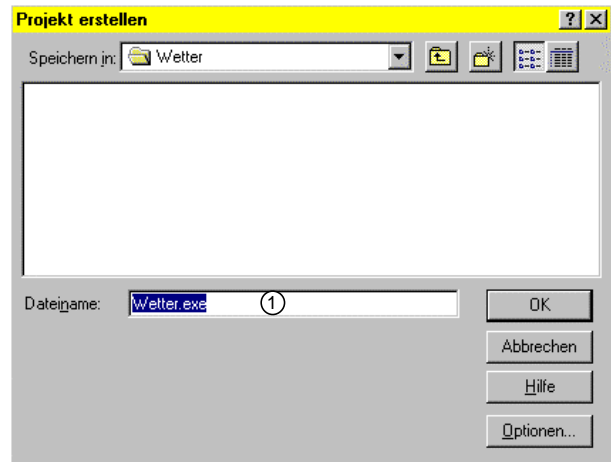 Projekt erstellen
Speichern in: Wetter
Dateiname: Wetter.exe 1
OK
Abbrechen
Hilfe
Optionen...